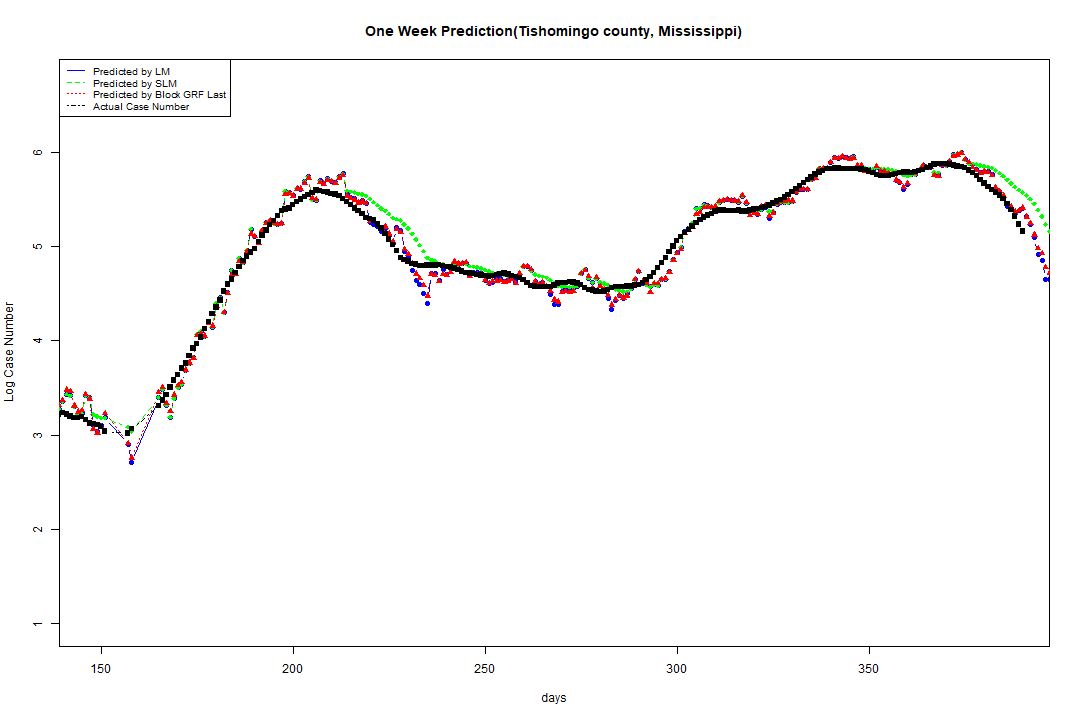 One Week Prediction(Tishomingo county, Mississippi)
Predicted by LM
Predicted by SLM
Predicted by Block GRF Last
Actual Case Number
6
5
4
3
2
1
Log Case Number
150 200 250 300 350
days